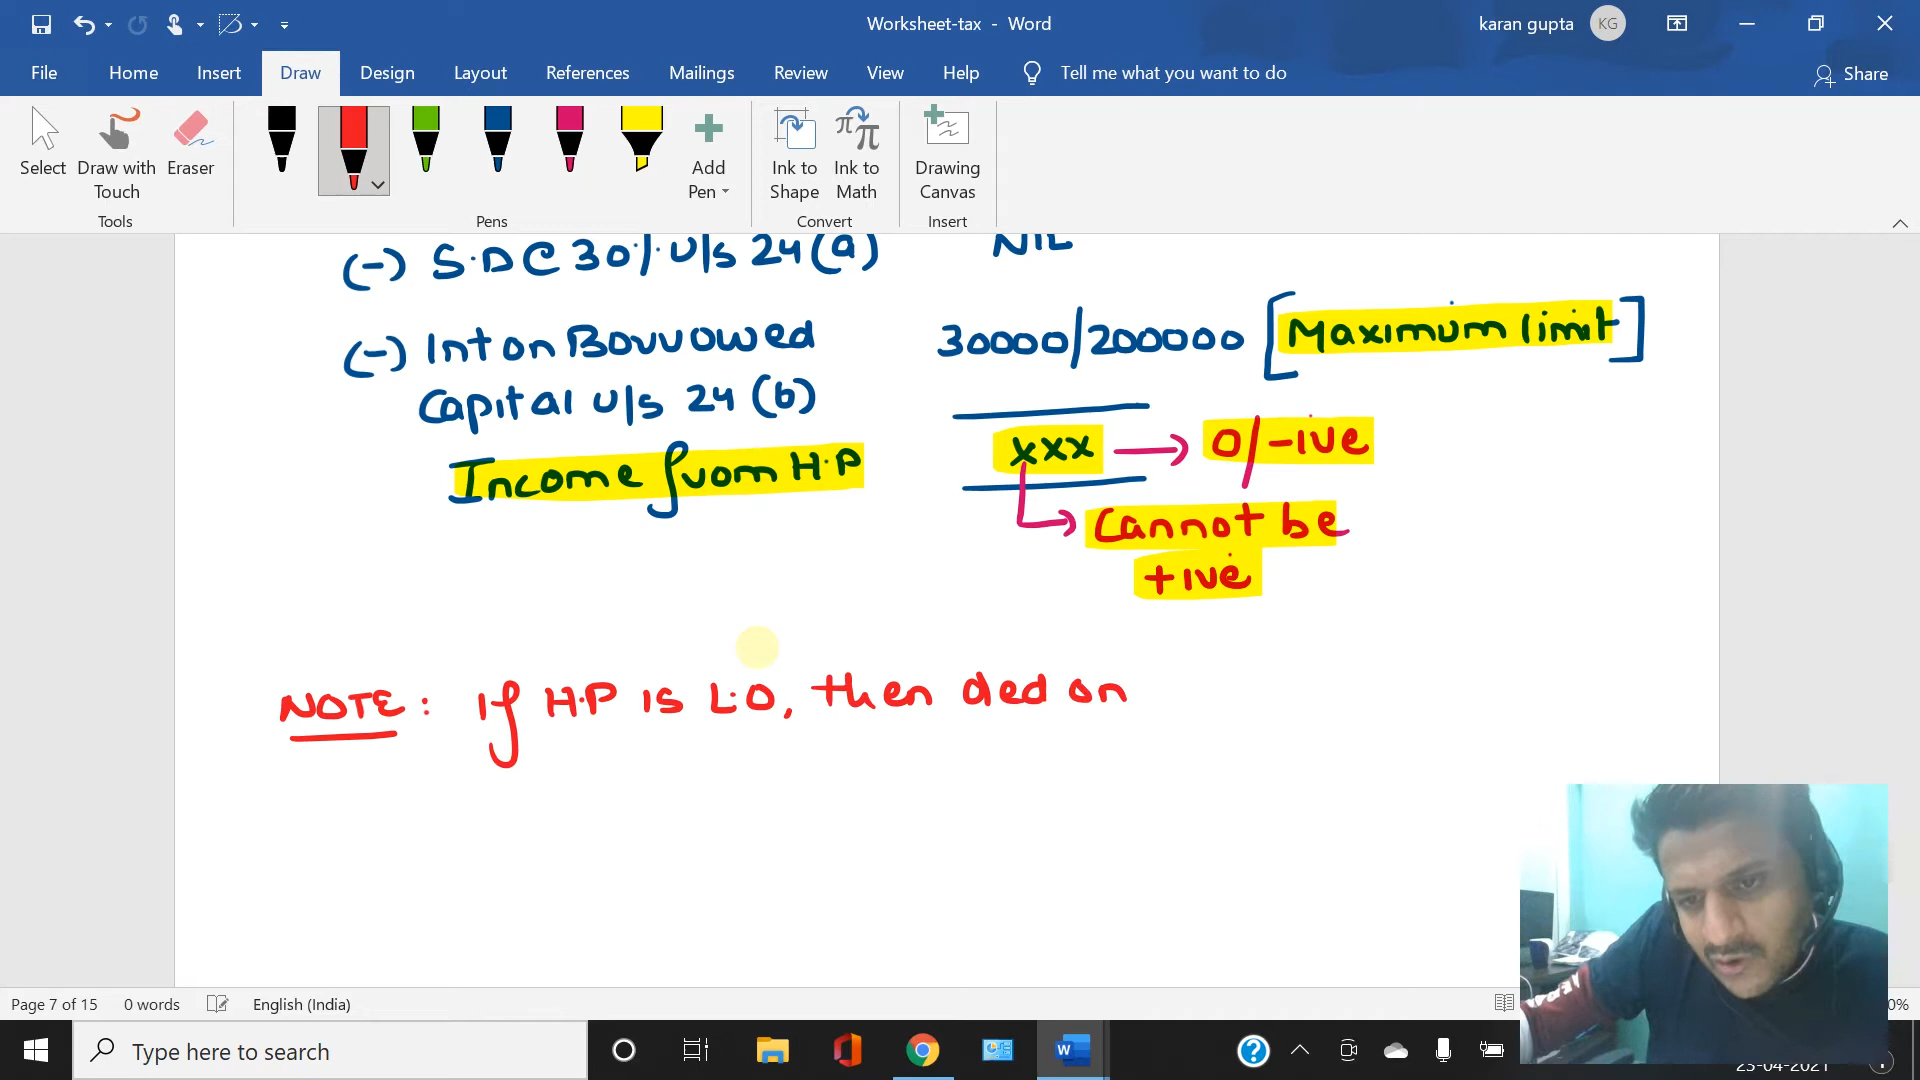 Worksheet-tax - Word
karan gupta
KG
File Home Insert Draw Design Layout References Mailings Review View Help Tell me what you want to do Share
Select
Draw with Touch
Eraser
Add Pen
Ink to Shape
Ink to Math
Drawing Canvas
Tools Pens Convert Insert
(-) S.D @ 30% U/s 24 (a) NIL
(-) Int on Borrowed 30000/200000 [Maximum limit]
Capital U/s 24 (b)
Income from H.P xxx → 0/-ive
Cannot be
+ive
NOTE: If H.P is L.O, then ded on
Page 7 of 15 0 words English (India)
Type here to search